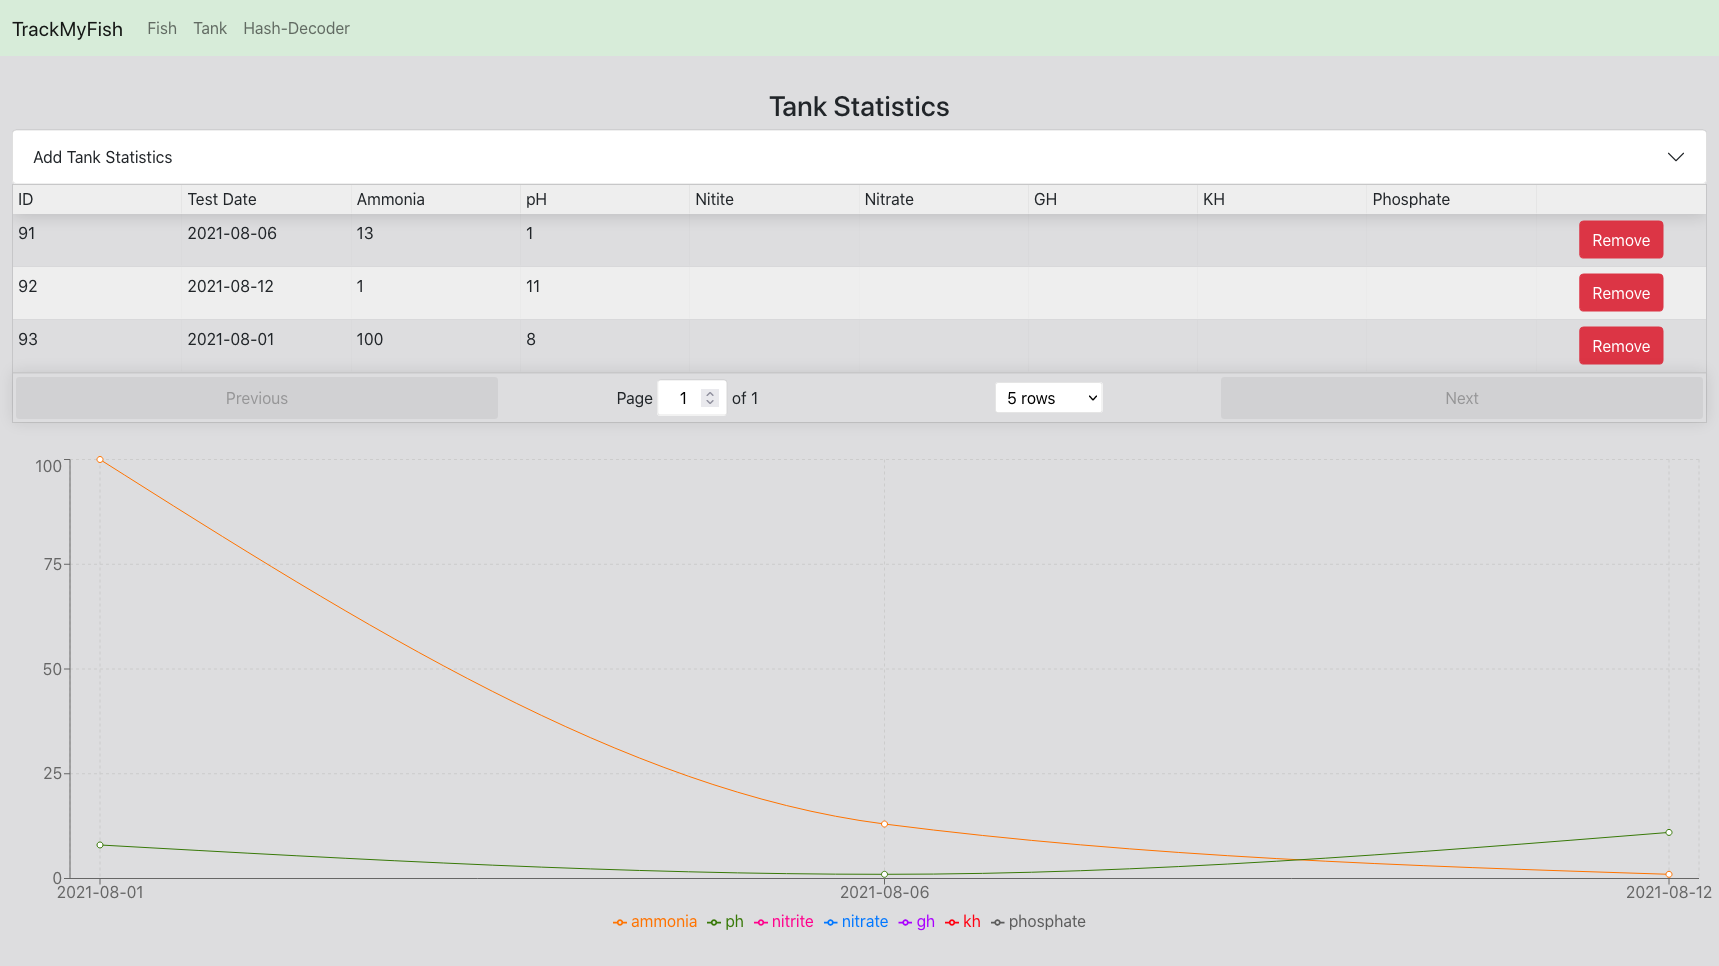 TrackMyFish Fish Tank Hash-Decoder
Tank Statistics
Add Tank Statistics
ID Test Date Ammonia pH Nitite Nitrate GH KH Phosphate
91 2021-08-06 13 1 Remove
92 2021-08-12 1 11 Remove
93 2021-08-01 100 8 Remove
Previous Page 1 of 1 5 rows Next
100
75
50
25
0
2021-08-01 2021-08-06 2021-08-12
ammonia ph nitrite nitrate gh kh phosphate